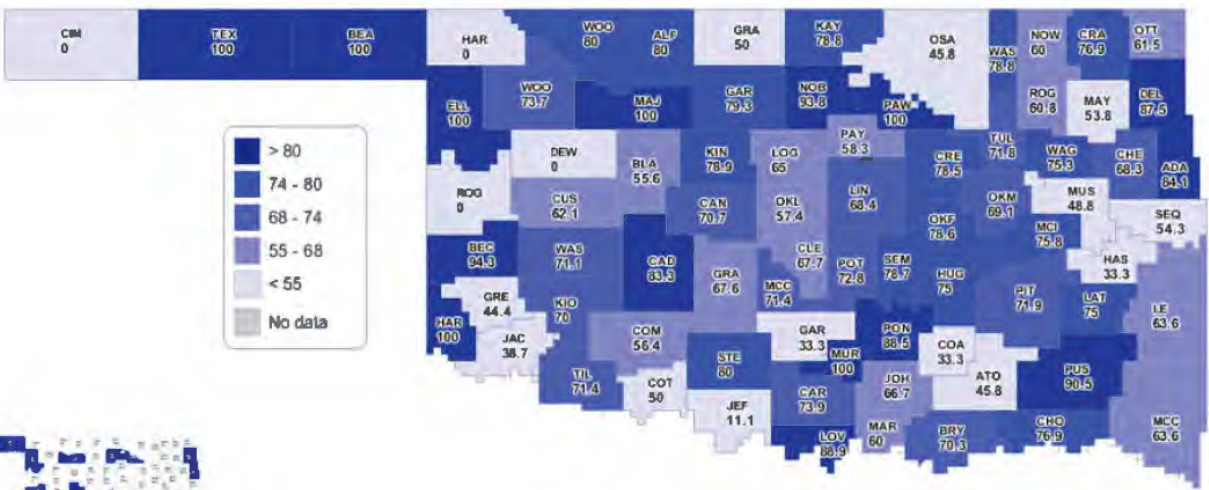 CIM
0
TEX
100
BEA
100
HAR
0
WOO
80
ALF
80
GRA
50
KAY
78.8
OSA
45.8
WAS
78.8
NOW
60
CRA
76.9
OTT
61.5
ELL
100
WOO
73.7
MAJ
100
GAR
79.3
NOB
93.8
PAW
100
ROG
60.8
MAY
53.8
DEL
87.5
> 80
74 - 80
68 - 74
55 - 68
< 55
No data
DEW
0
BLA
55.6
KIN
78.9
LOG
65
PAY
58.3
CRE
78.5
TUL
71.8
WAG
75.3
CHE
68.3
ADA
84.1
ROG
0
CUS
62.1
CAN
70.7
OKL
57.4
LIN
68.4
OKF
78.6
OKM
69.1
MUS
48.8
SEQ
54.3
BEC
94.3
WAS
71.1
CAD
83.3
GRA
67.6
CLE
67.7
MCC
71.4
POT
72.8
SEM
78.7
HUG
75
MCI
75.8
HAS
33.3
GRE
44.4
KIO
70
PIT
71.9
LAT
75
LE
63.6
HAR
100
JAC
38.7
COM
56.4
GAR
33.3
PON
88.5
COA
33.3
STE
80
MUR
100
TIL
71.4
COT
50
JOH
66.7
ATO
45.8
PUS
90.5
JEF
11.1
CAR
73.9
LOV
88.9
MAR
60
BRY
70.3
CHO
76.9
MCC
63.6